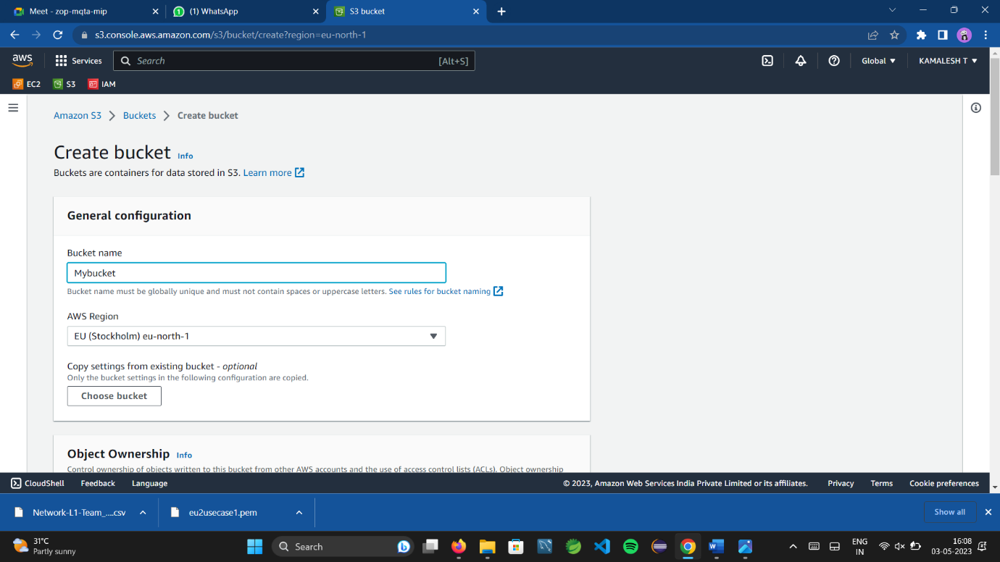 Meet - zop-mqta-mip
(1) WhatsApp
S3 bucket
s3.console.aws.amazon.com/s3/bucket/create?region=eu-north-1
aws
Services
Search
[Alt+S]
Global
KAMALESH T
EC2
S3
IAM
Amazon S3
Buckets
Create bucket
Create bucket Info
Buckets are containers for data stored in S3. Learn more
General configuration
Bucket name
Mybucket
Bucket name must be globally unique and must not contain spaces or uppercase letters. See rules for bucket naming
AWS Region
EU (Stockholm) eu-north-1
Copy settings from existing bucket - optional
Only the bucket settings in the following configuration are copied.
Choose bucket
Object Ownership Info
Control ownership of objects written to this bucket from other AWS accounts and the use of access control lists (ACLs). Object ownership
CloudShell
Feedback
Language
© 2023, Amazon Web Services India Private Limited or its affiliates.
Privacy
Terms
Cookie preferences
Network-L1-Team_....csv
eu2usecase1.pem
Show all
31°C
Partly sunny
Search
ENG
IN
16:08
03-05-2023